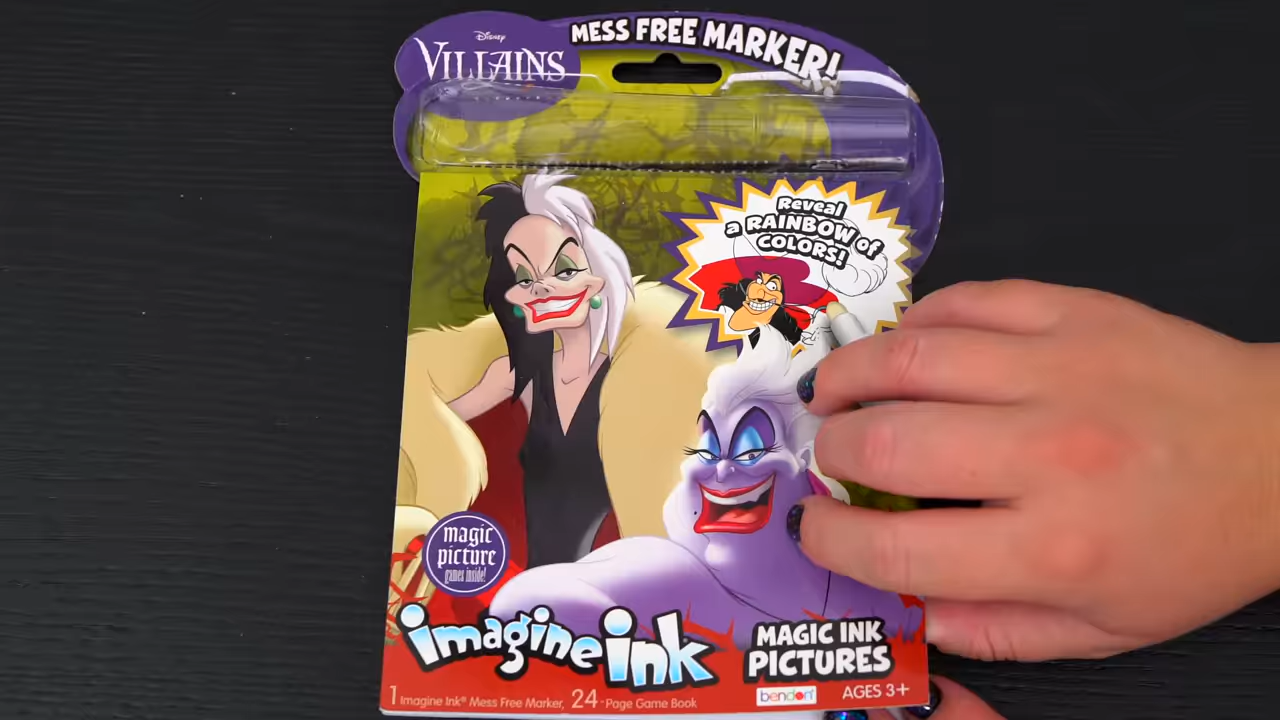 Disney
VILLAINS
MESS FREE MARKER!
Reveal
a RAINBOW of
COLORS!
magic
picture
games inside!
imagine ink
MAGIC INK
PICTURES
bendon
AGES 3+
1 Imagine Ink® Mess Free Marker, 24-Page Game Book